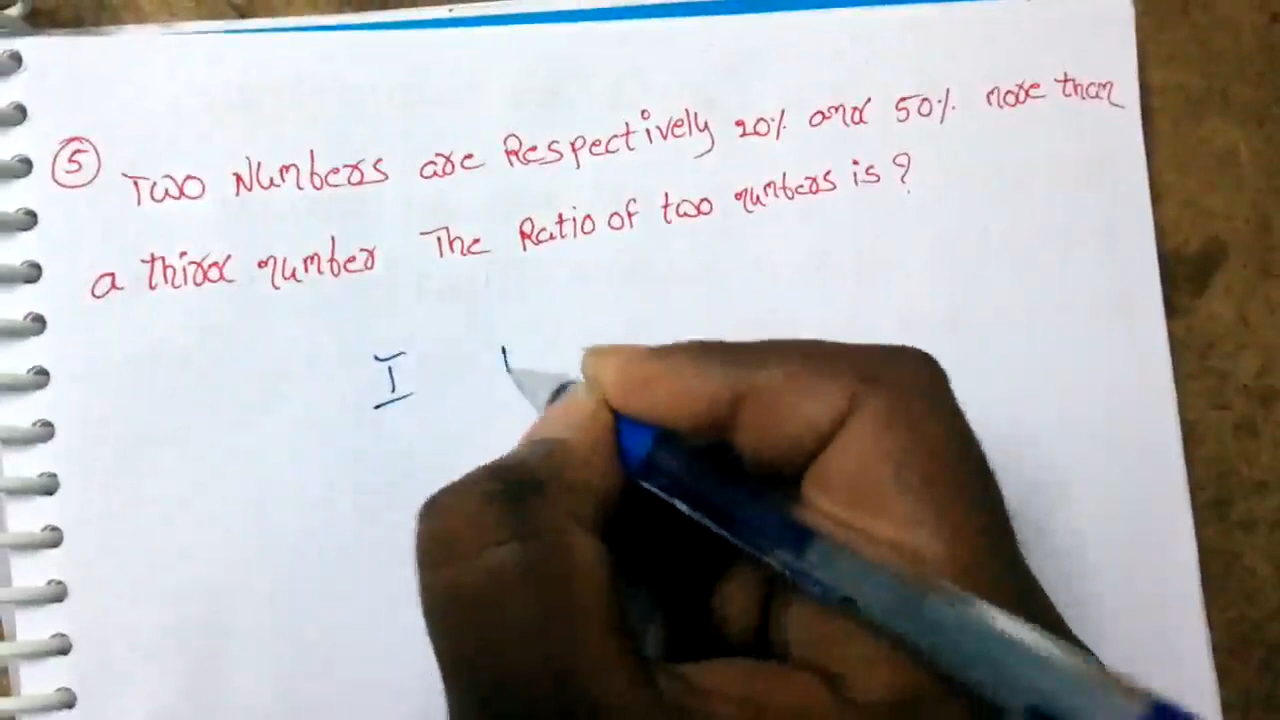 5 Two Numbers are Respectively 20% and 50% more than
a third number The Ratio of two numbers is?
I